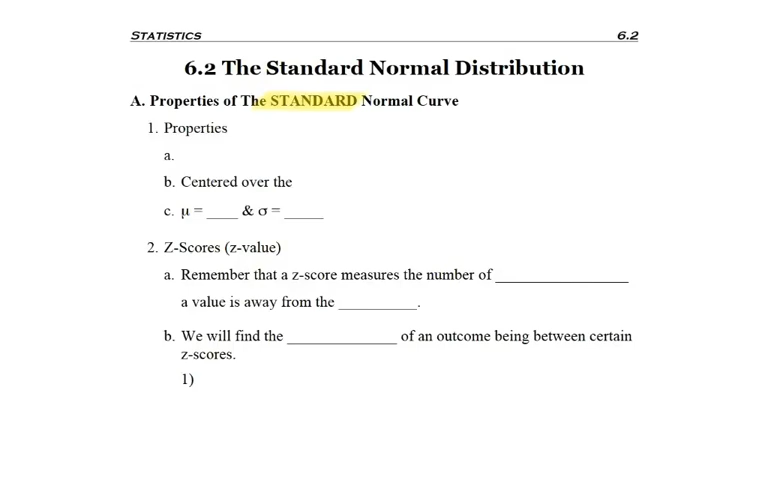 STATISTICS 6.2
6.2 The Standard Normal Distribution
A. Properties of The STANDARD Normal Curve
1. Properties
a.
b. Centered over the
c. μ = ____ & σ = _____
2. Z-Scores (z-value)
a. Remember that a z-score measures the number of _________________
a value is away from the __________.
b. We will find the ______________ of an outcome being between certain
z-scores.
1)